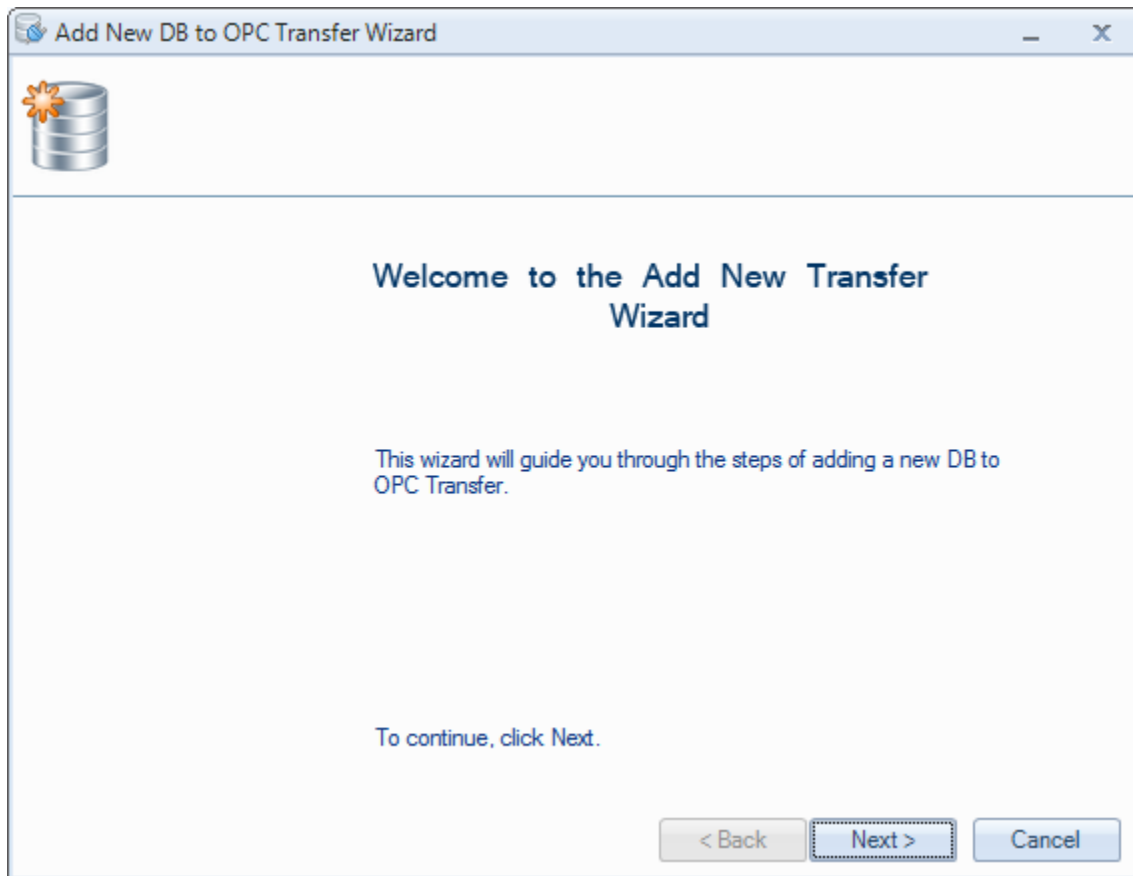 Add New DB to OPC Transfer Wizard
Welcome to the Add New Transfer
Wizard
This wizard will guide you through the steps of adding a new DB to
OPC Transfer.
To continue, click Next.
< Back Next > Cancel